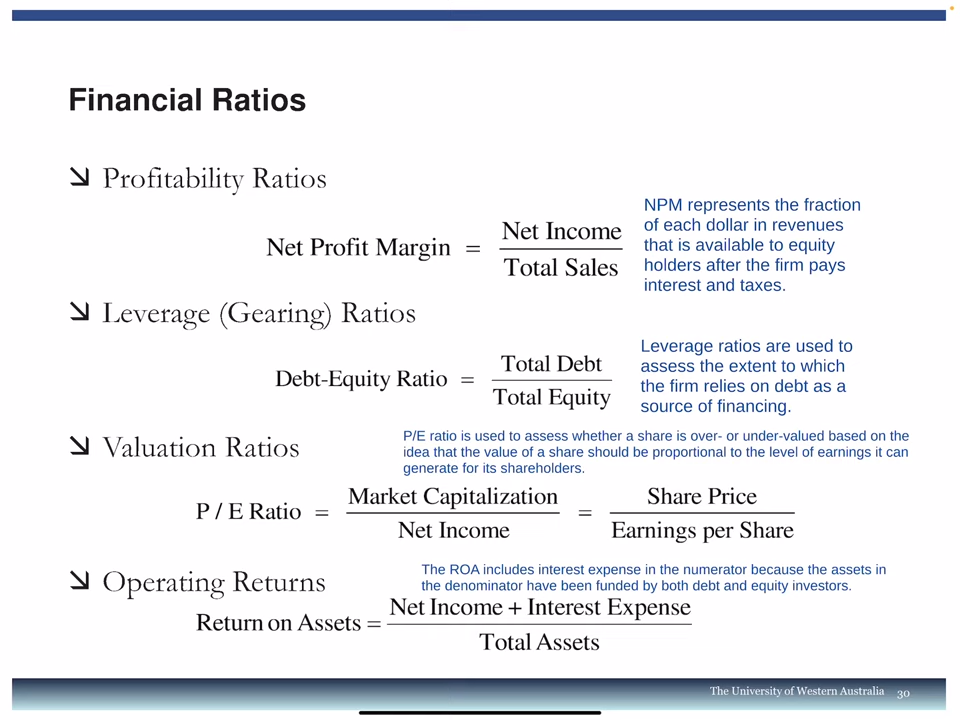 Financial Ratios
Profitability Ratios
Net Profit Margin = Net Income / Total Sales
NPM represents the fraction
of each dollar in revenues
that is available to equity
holders after the firm pays
interest and taxes.
Leverage (Gearing) Ratios
Debt-Equity Ratio = Total Debt / Total Equity
Leverage ratios are used to
assess the extent to which
the firm relies on debt as a
source of financing.
Valuation Ratios
P/E ratio is used to assess whether a share is over- or under-valued based on the
idea that the value of a share should be proportional to the level of earnings it can
generate for its shareholders.
P / E Ratio = Market Capitalization / Net Income = Share Price / Earnings per Share
Operating Returns
The ROA includes interest expense in the numerator because the assets in
the denominator have been funded by both debt and equity investors.
Return on Assets = Net Income + Interest Expense / Total Assets
The University of Western Australia 30